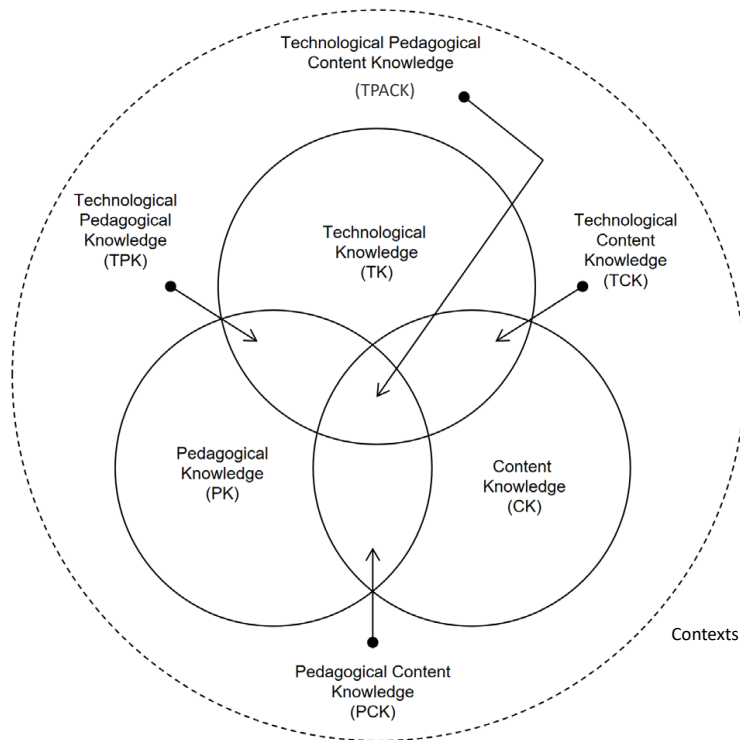 Technological Pedagogical
Content Knowledge
(TPACK)
Technological
Pedagogical
Knowledge
(TPK)
Technological
Knowledge
(TK)
Technological
Content
Knowledge
(TCK)
Pedagogical
Knowledge
(PK)
Content
Knowledge
(CK)
Contexts
Pedagogical Content
Knowledge
(PCK)